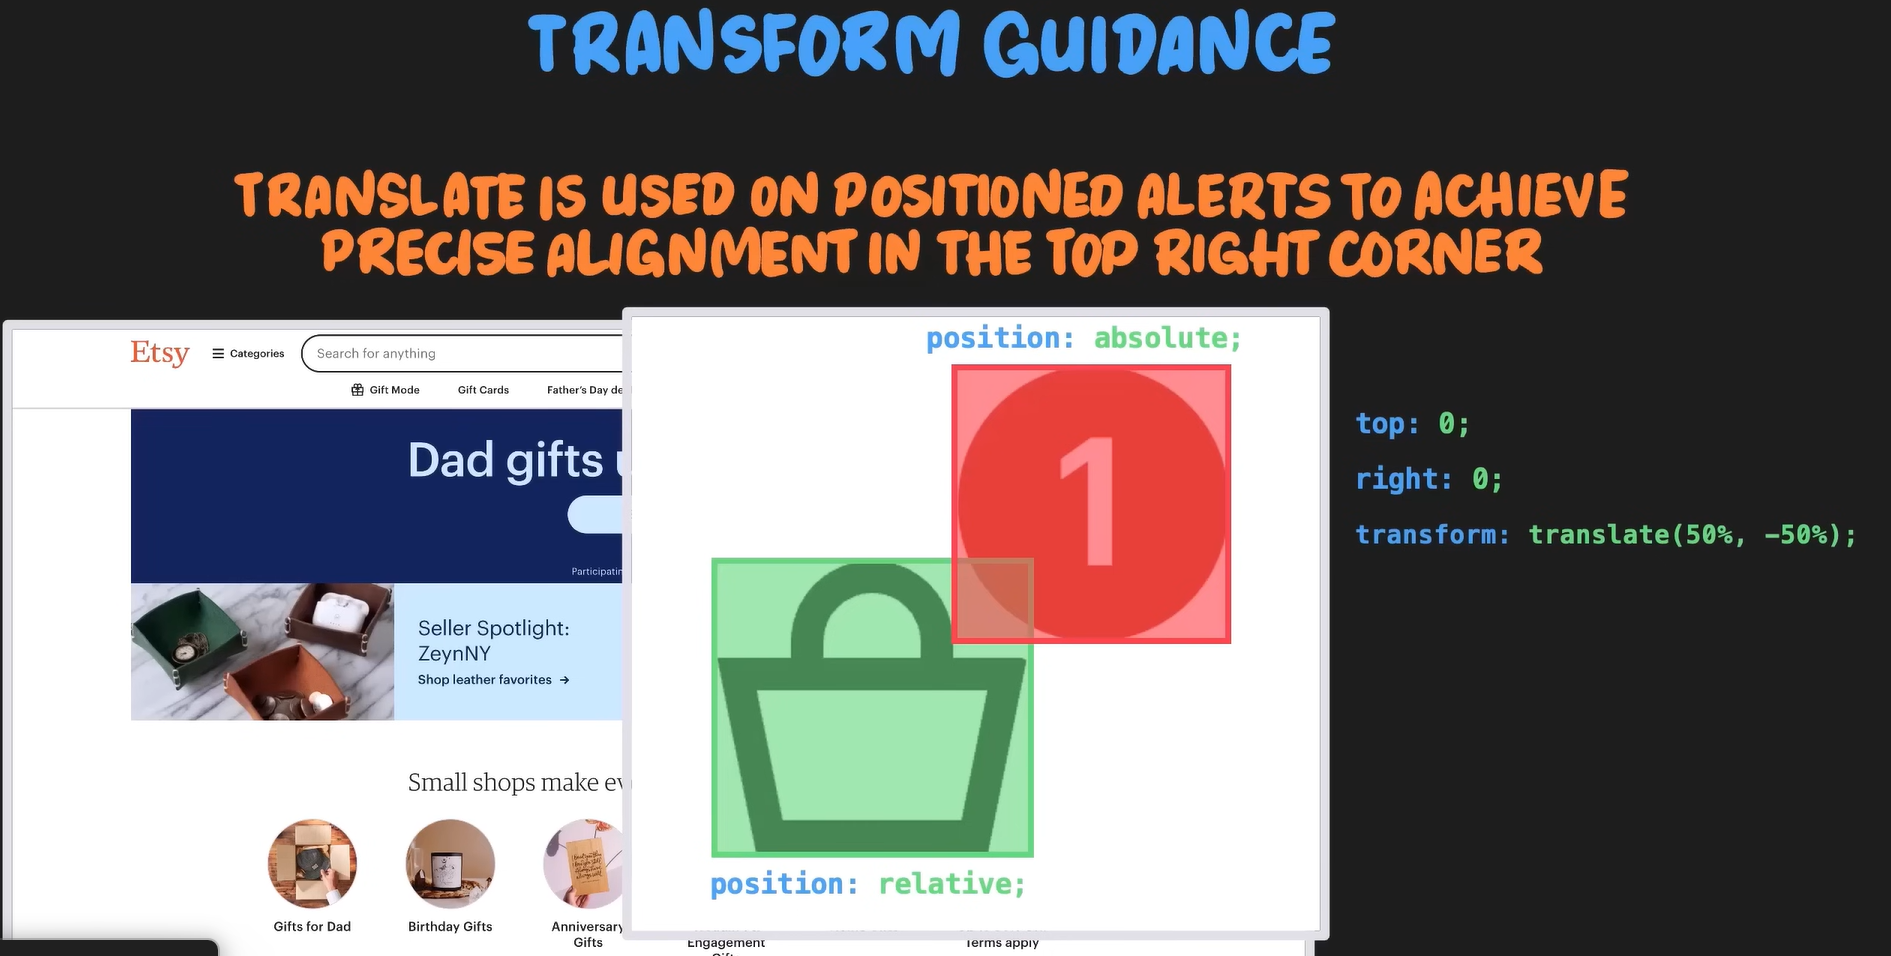 TRANSFORM GUIDANCE
TRANSLATE IS USED ON POSITIONED ALERTS TO ACHIEVE
PRECISE ALIGNMENT IN THE TOP RIGHT CORNER
Etsy
Categories
Search for anything
Gift Mode
Gift Cards
Father's Day
Dad gifts
Seller Spotlight:
ZeynNY
Shop leather favorites →
Small shops make
Gifts for Dad
Birthday Gifts
Anniversary
Gifts
Engagement
Terms apply
position: absolute;
1
position: relative;
top: 0;
right: 0;
transform: translate(50%, -50%);